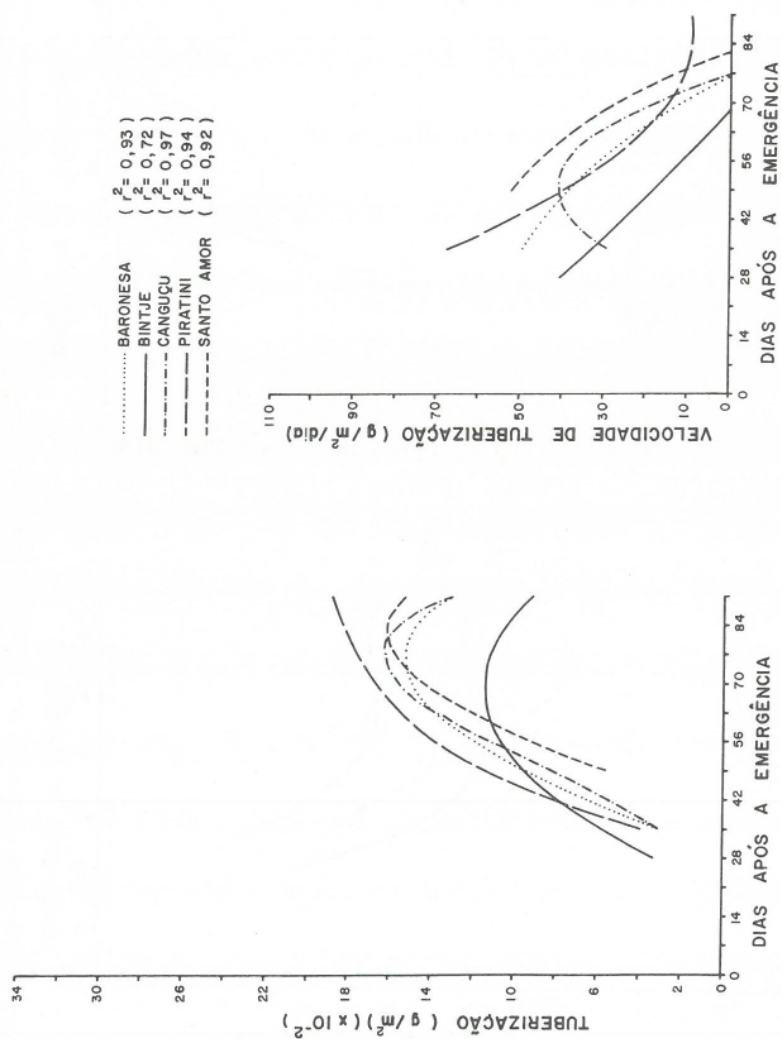 TUBERIZAÇÃO ( g/m² ) ( x 10⁻² )
34
30
26
22
18
14
10
6
2
0
0 14 28 42 56 70 84
DIAS APÓS A EMERGÊNCIA
BARONESA ( r² = 0,93 )
BINTJE ( r² = 0,72 )
CANGUÇU ( r² = 0,97 )
PIRATINI ( r² = 0,94 )
SANTO AMOR ( r² = 0,92 )
VELOCIDADE DE TUBERIZAÇÃO ( g/m²/dia )
110
90
70
50
30
10
0
0 14 28 42 56 70 84
DIAS APÓS A EMERGÊNCIA